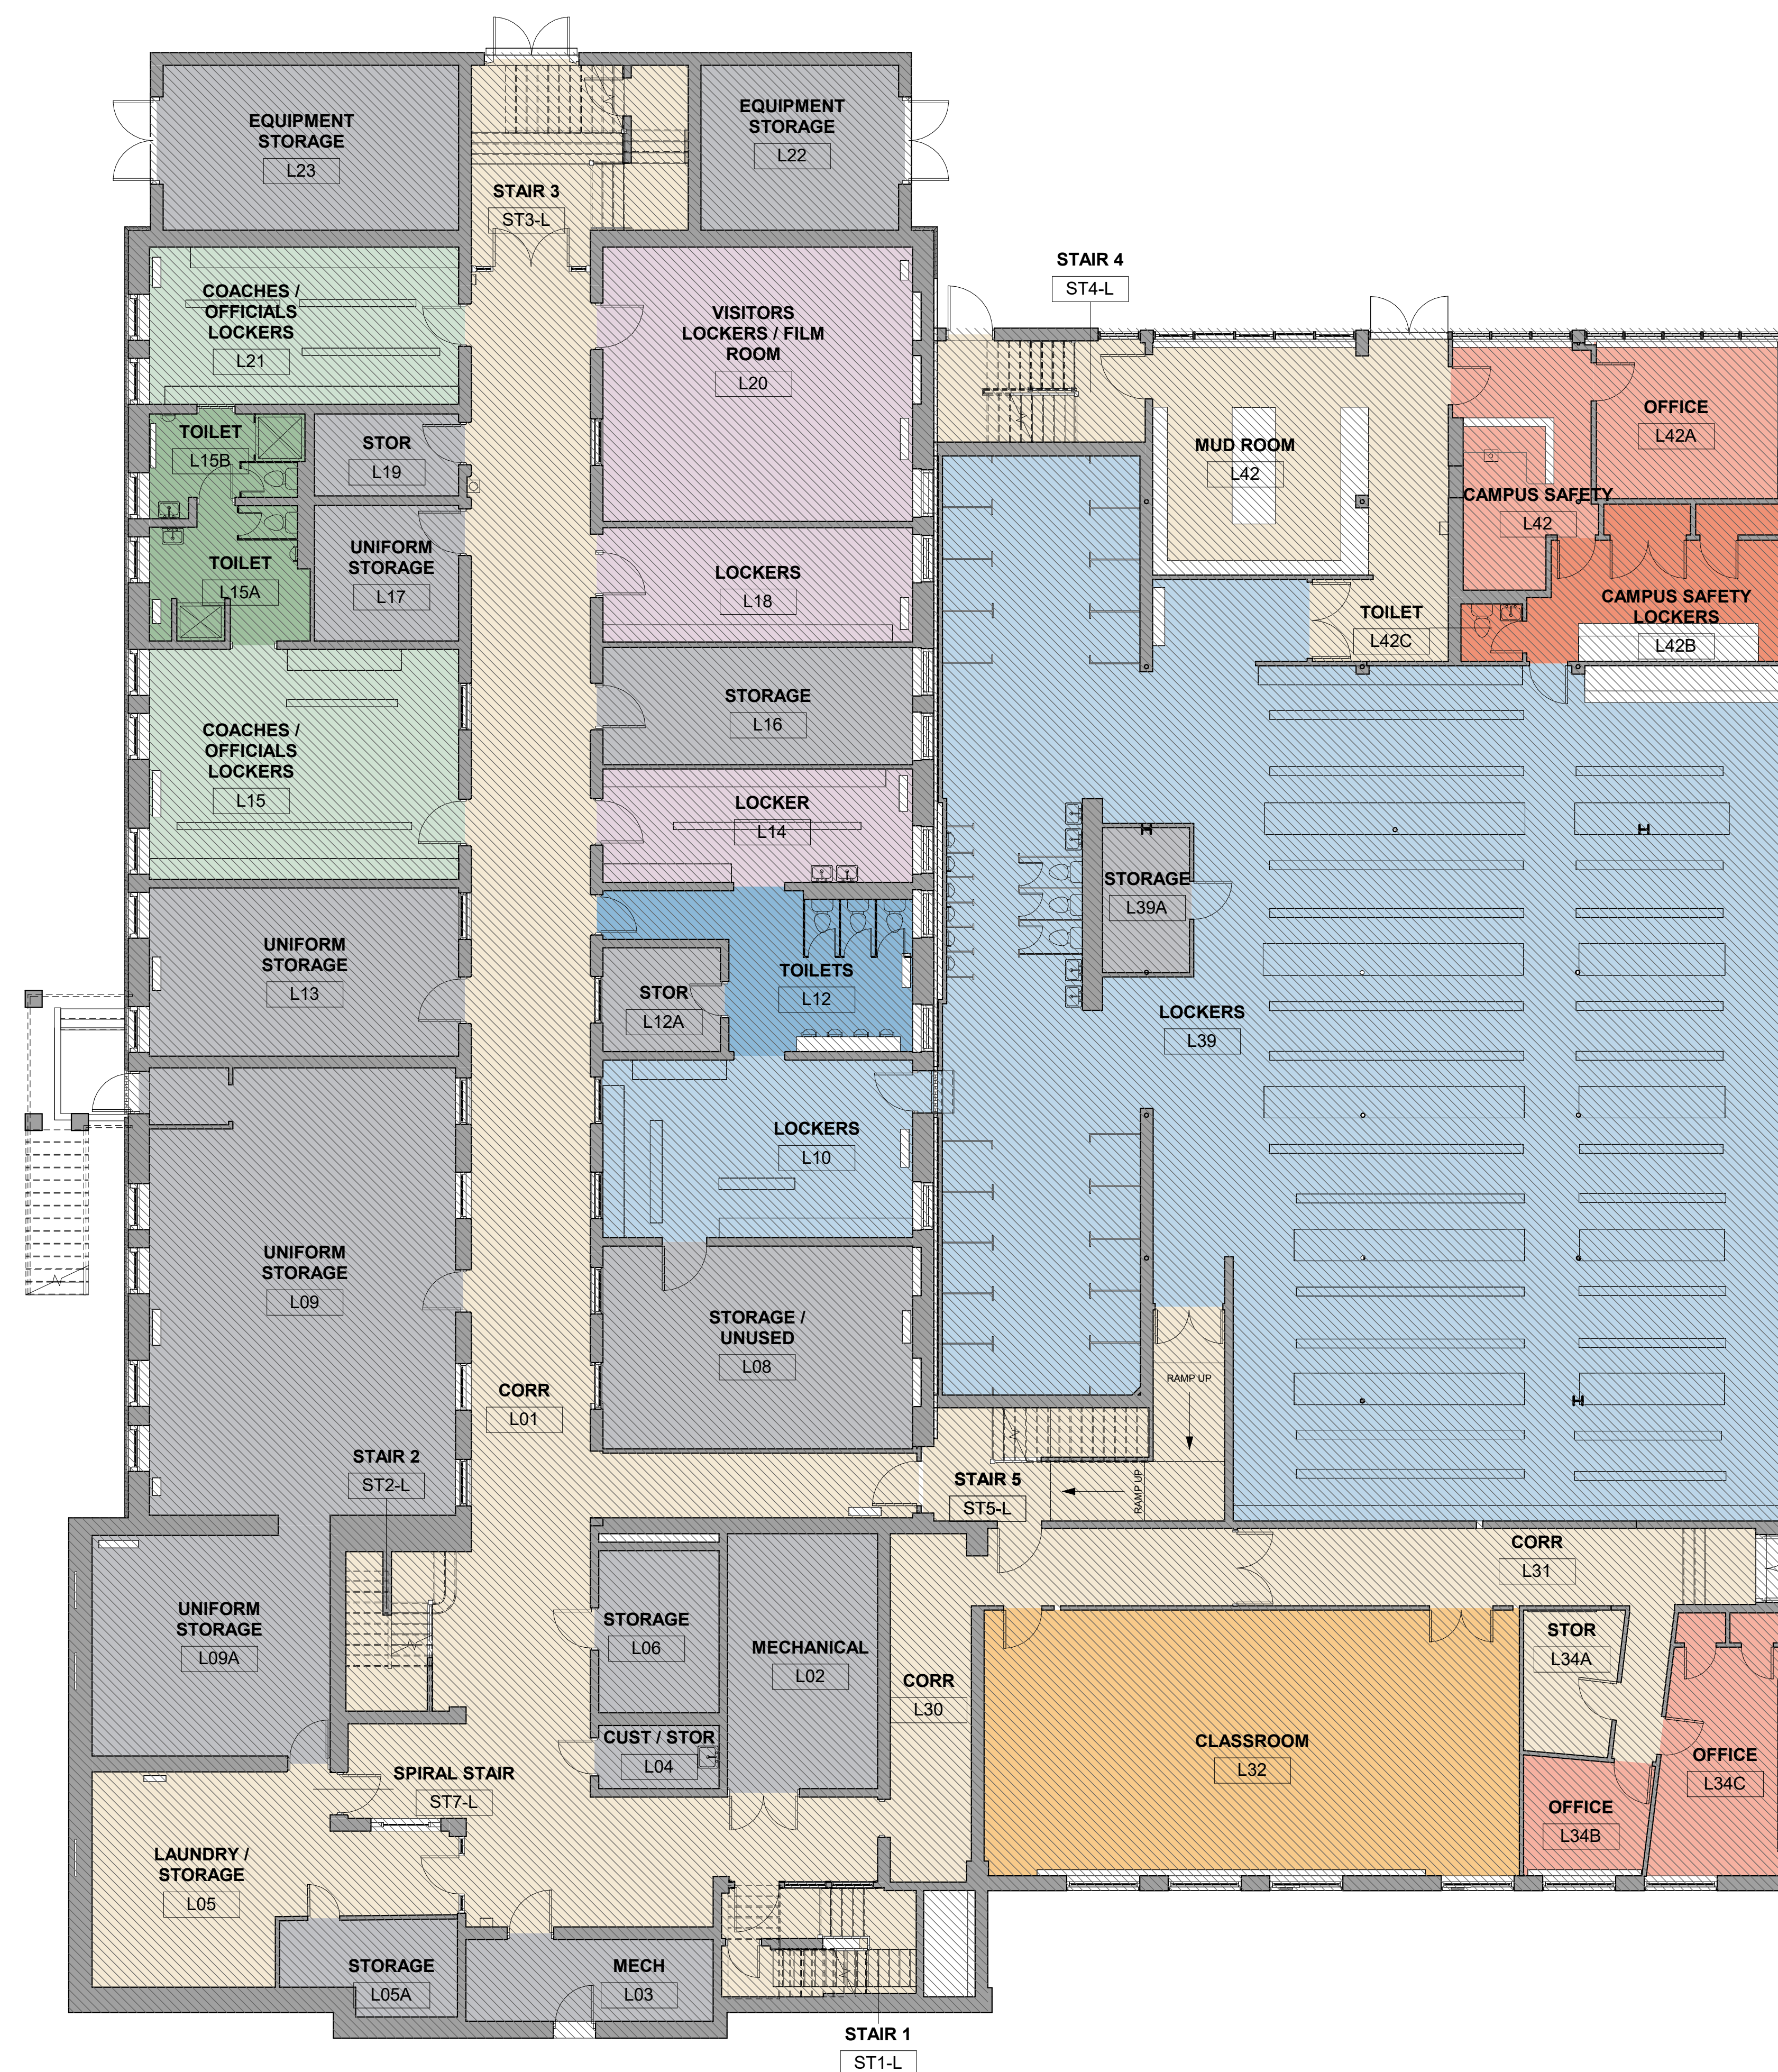 EQUIPMENT
STORAGE
L23
EQUIPMENT
STORAGE
L22
STAIR 3
ST3-L
STAIR 4
ST4-L
COACHES /
OFFICIALS
LOCKERS
L21
VISITORS
LOCKERS / FILM
ROOM
L20
MUD ROOM
L42
OFFICE
L42A
CAMPUS SAFETY
L42
TOILET
L15B
STOR
L19
UNIFORM
STORAGE
L17
TOILET
L15A
LOCKERS
L18
TOILET
L42C
CAMPUS SAFETY
LOCKERS
L42B
STORAGE
L16
COACHES /
OFFICIALS
LOCKERS
L15
LOCKER
L14
STORAGE
L39A
UNIFORM
STORAGE
L13
STOR
L12A
TOILETS
L12
LOCKERS
L39
LOCKERS
L10
UNIFORM
STORAGE
L09
STORAGE /
UNUSED
L08
CORR
L01
RAMP UP
STAIR 2
ST2-L
STAIR 5
ST5-L
RAMP UP
CORR
L31
UNIFORM
STORAGE
L09A
STORAGE
L06
MECHANICAL
L02
CORR
L30
STOR
L34A
CLASSROOM
L32
CUST / STOR
L04
OFFICE
L34C
SPIRAL STAIR
ST7-L
OFFICE
L34B
LAUNDRY /
STORAGE
L05
STORAGE
L05A
MECH
L03
STAIR 1
ST1-L